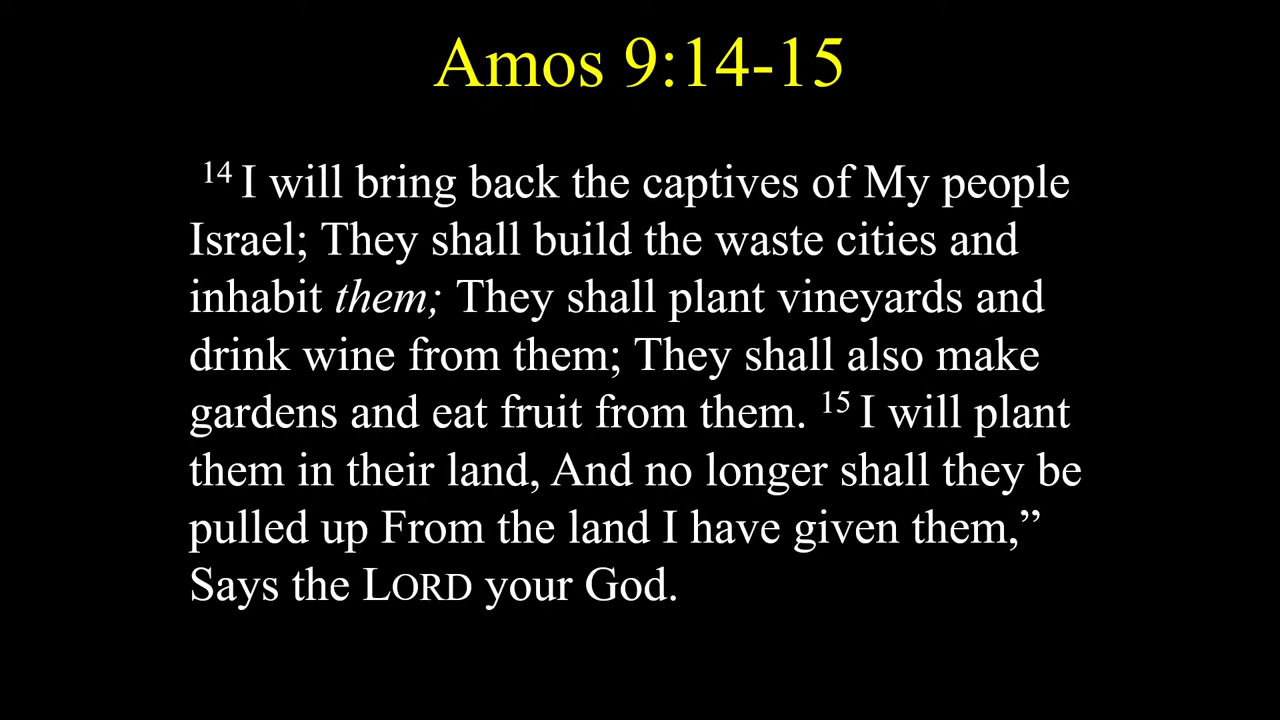 Amos 9:14-15
14 I will bring back the captives of My people
Israel; They shall build the waste cities and
inhabit them; They shall plant vineyards and
drink wine from them; They shall also make
gardens and eat fruit from them. 15 I will plant
them in their land, And no longer shall they be
pulled up From the land I have given them,”
Says the LORD your God.